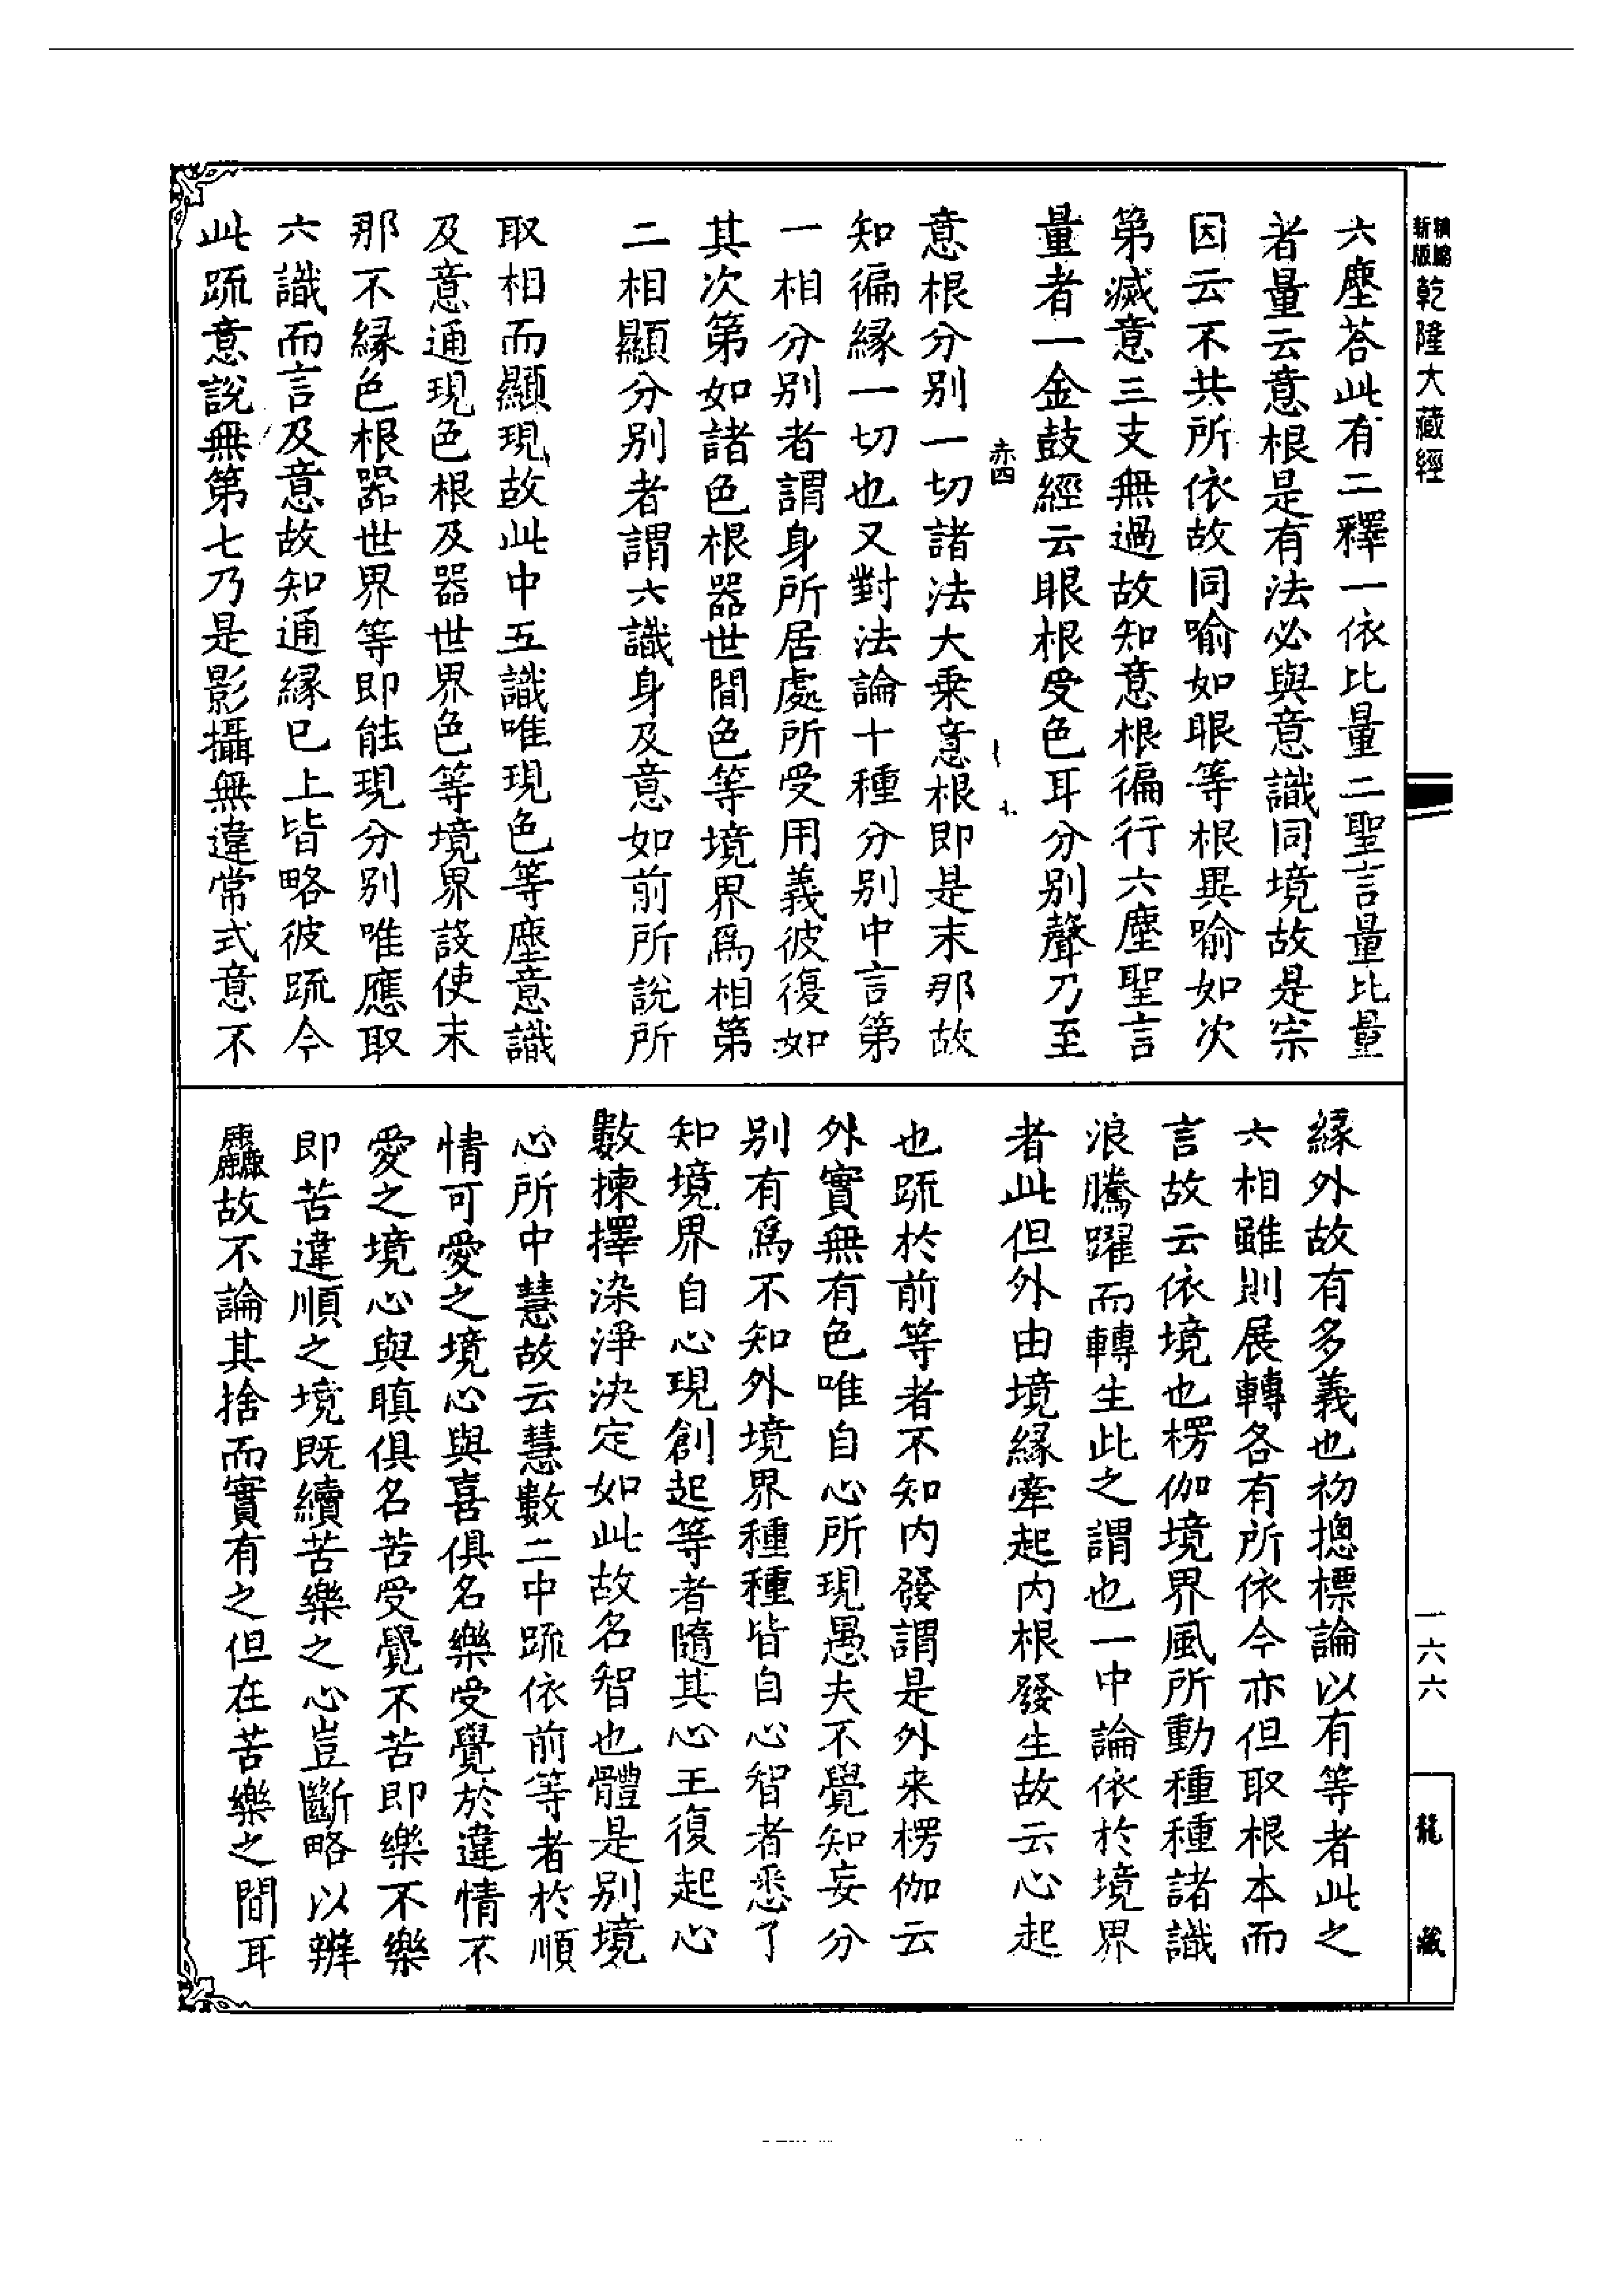 精編新版
乾隆大藏經
六塵荅此有二釋一依比量二聖言量比量
者量云意根是有法必與意識同境故是宗
因云不共所依故同喻如眼等根異喻如次
第滅意三支無過故知意根徧行六塵聖言
量者一金鼓經云眼根受色耳分別聲乃至
赤四
意根分別一切諸法大乘意根即是末那故
知徧緣一切也又對法論十種分別中言第
一相分別者謂身所居處所受用義彼復如
其次第如諸色根器世間色等境界爲相第
二相顯分別者謂六識身及意如前所說所
取相而顯現故此中五識唯現色等塵意識
及意通現色根及器世界色等境界設使末
那不緣色根器世界等即能現分別唯應取
六識而言及意故知通緣已上皆略彼疏今
此疏意說無第七乃是影攝無違常式意不
緣外故有多義也初揔標論以有等者此之
六相雖則展轉各有所依今亦但取根本而
言故云依境也楞伽境界風所動種種諸識
浪騰躍而轉生此之謂也一中論依於境界
者此但外由境緣牽起內根發生故云心起
也疏於前等者不知內發謂是外來楞伽云
外實無有色唯自心所現愚夫不覺知妄分
別有爲不知外境界種種皆自心智者悉了
知境界自心現創起等者隨其心王復起心
數揀擇染淨決定如此故名智也體是別境
心所中慧故云慧數二中疏依前等者於順
情可愛之境心與喜俱名樂受覺於違情不
愛之境心與瞋俱名苦受覺不苦即樂不樂
即苦違順之境既續苦樂之心豈斷略以辨
麤故不論其捨而實有之但在苦樂之間耳
一六六
龍藏